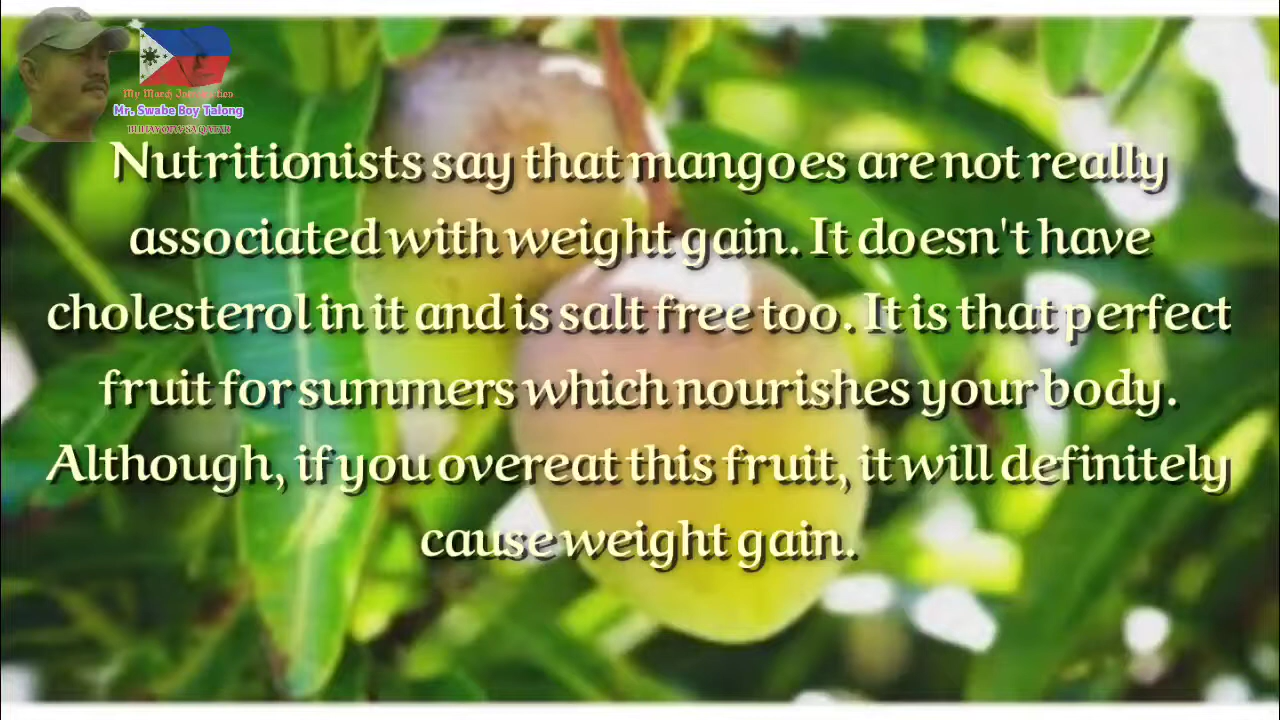 Mr. Swabe Boy Talong
Nutritionists say that mangoes are not really
associated with weight gain. It doesn't have
cholesterol in it and is salt free too. It is that perfect
fruit for summers which nourishes your body.
Although, if you overeat this fruit, it will definitely
cause weight gain.